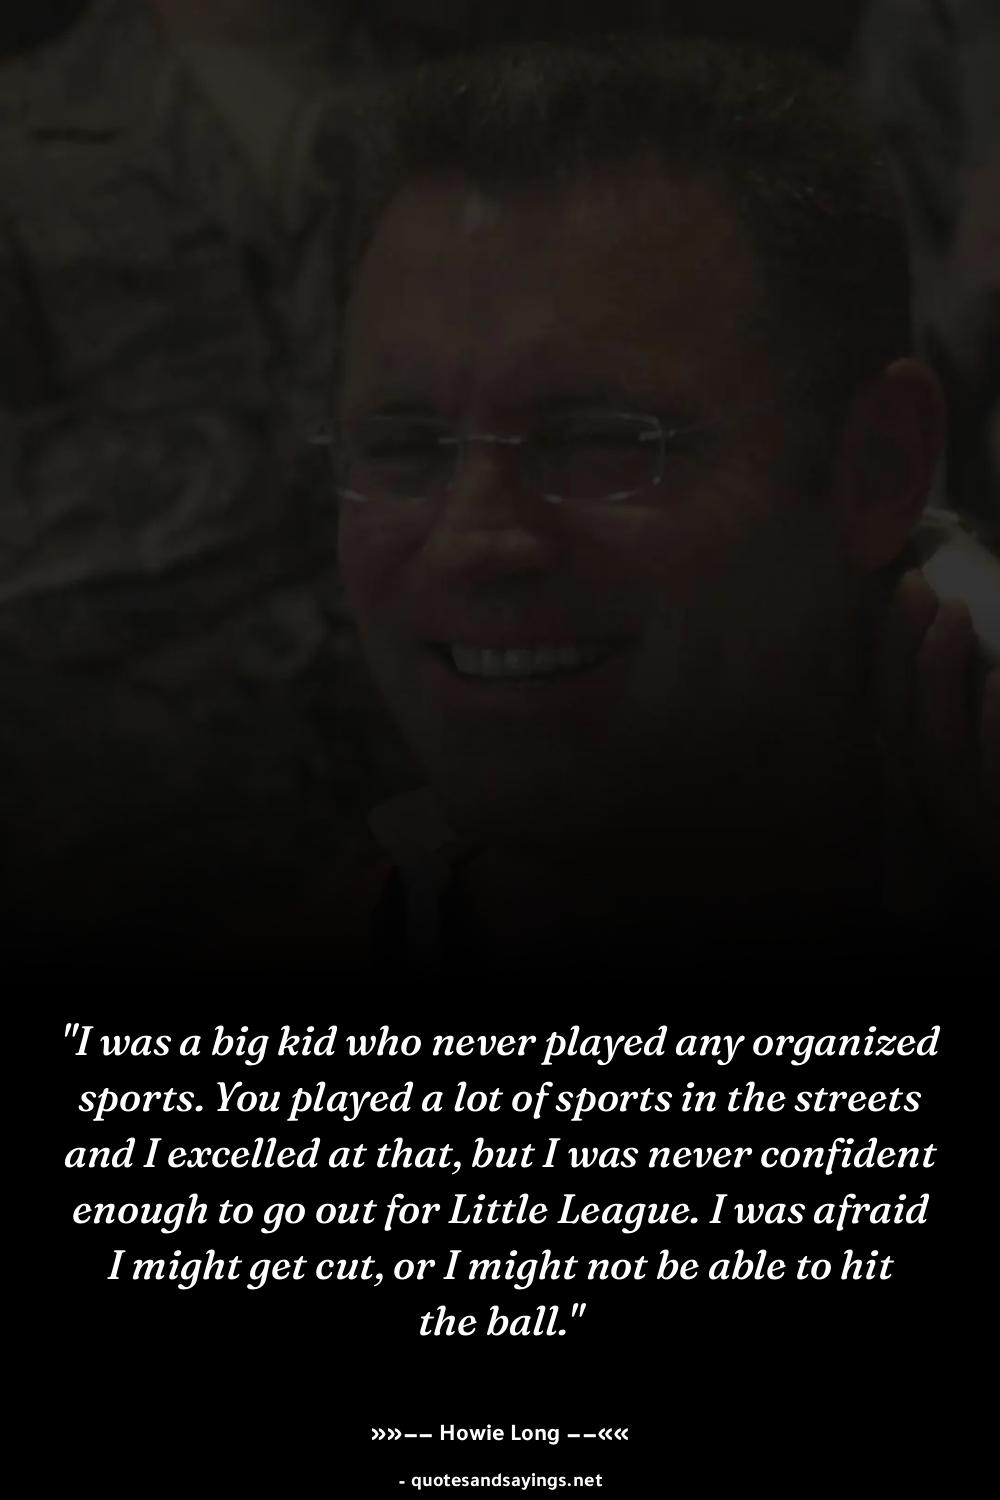 "I was a big kid who never played any organized
sports. You played a lot of sports in the streets
and I excelled at that, but I was never confident
enough to go out for Little League. I was afraid
I might get cut, or I might not be able to hit
the ball."
»»−− Howie Long −−««
- quotesandsayings.net